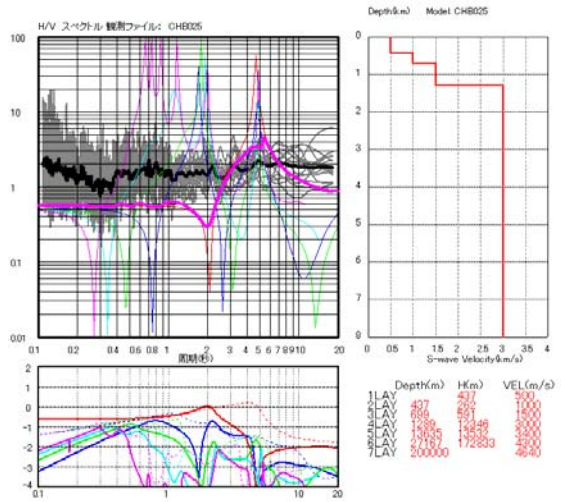 H/V スペクトル 観測ファイル： CHB025
100
10
1
0.1
0.01
0.1 0.2 0.4 0.6 0.8 1 2 3 4 5 6 7 8 9 10 20
周期(秒)
2
1
0
-1
-2
-3
-4
0.1 1 10 20
Depth(km) Model: CHB025
0
1
2
3
4
5
6
7
8
0 0.5 1 1.5 2 2.5 3 3.5 4
S-wave Velocity(km/s)
Depth(m) H(m) VEL(m/s)
1LAY 437 500
2LAY 437
3LAY
4LAY
7LAY 200000 4640